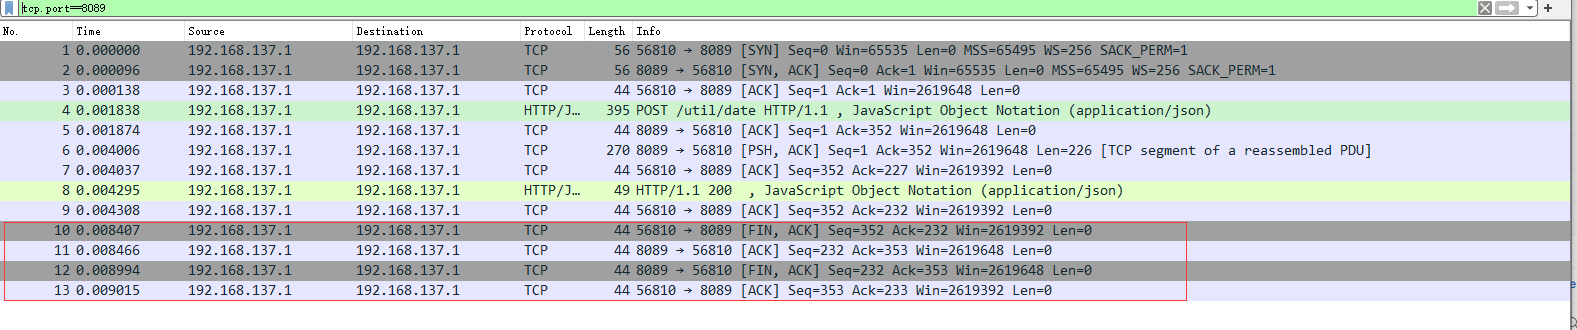 tcp.port==8089
No. Time Source Destination Protocol Length Info
1 0.000000 192.168.137.1 192.168.137.1 TCP 56 56810 → 8089 [SYN] Seq=0 Win=65535 Len=0 MSS=65495 WS=256 SACK_PERM=1
2 0.000096 192.168.137.1 192.168.137.1 TCP 56 8089 → 56810 [SYN, ACK] Seq=0 Ack=1 Win=65535 Len=0 MSS=65495 WS=256 SACK_PERM=1
3 0.000138 192.168.137.1 192.168.137.1 TCP 44 56810 → 8089 [ACK] Seq=1 Ack=1 Win=2619648 Len=0
4 0.001838 192.168.137.1 192.168.137.1 HTTP/J… 395 POST /util/date HTTP/1.1 , JavaScript Object Notation (application/json)
5 0.001874 192.168.137.1 192.168.137.1 TCP 44 8089 → 56810 [ACK] Seq=1 Ack=352 Win=2619648 Len=0
6 0.004006 192.168.137.1 192.168.137.1 TCP 270 8089 → 56810 [PSH, ACK] Seq=1 Ack=352 Win=2619648 Len=226 [TCP segment of a reassembled PDU]
7 0.004037 192.168.137.1 192.168.137.1 TCP 44 56810 → 8089 [ACK] Seq=352 Ack=227 Win=2619392 Len=0
8 0.004295 192.168.137.1 192.168.137.1 HTTP/J… 49 HTTP/1.1 200 , JavaScript Object Notation (application/json)
9 0.004308 192.168.137.1 192.168.137.1 TCP 44 56810 → 8089 [ACK] Seq=352 Ack=232 Win=2619392 Len=0
10 0.008407 192.168.137.1 192.168.137.1 TCP 44 56810 → 8089 [FIN, ACK] Seq=352 Ack=232 Win=2619392 Len=0
11 0.008466 192.168.137.1 192.168.137.1 TCP 44 8089 → 56810 [ACK] Seq=232 Ack=353 Win=2619648 Len=0
12 0.008994 192.168.137.1 192.168.137.1 TCP 44 8089 → 56810 [FIN, ACK] Seq=232 Ack=353 Win=2619648 Len=0
13 0.009015 192.168.137.1 192.168.137.1 TCP 44 56810 → 8089 [ACK] Seq=353 Ack=233 Win=2619392 Len=0